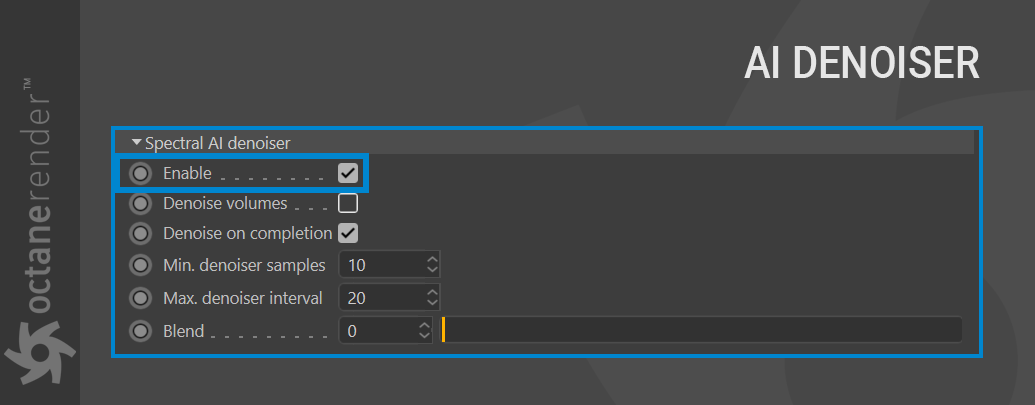 AI DENOISER
octanerender™
Spectral AI denoiser
Enable
Denoise volumes
Denoise on completion
Min. denoiser samples 10
Max. denoiser interval 20
Blend 0